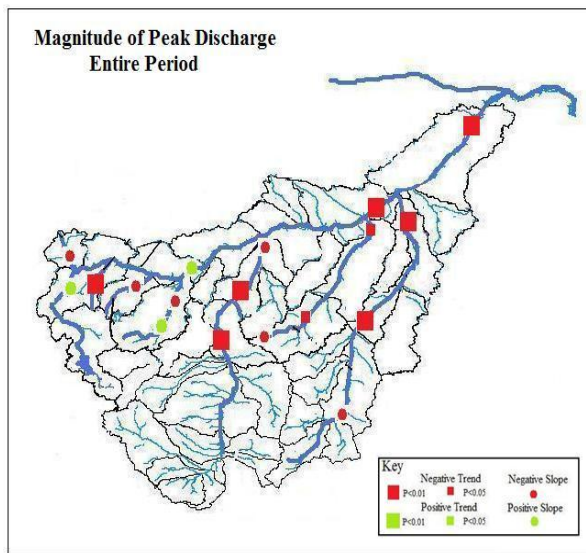 Magnitude of Peak Discharge
Entire Period
Key
Negative Trend Negative Slope
P<0.01 P<0.05
Positive Trend Positive Slope
P<0.01 P<0.05